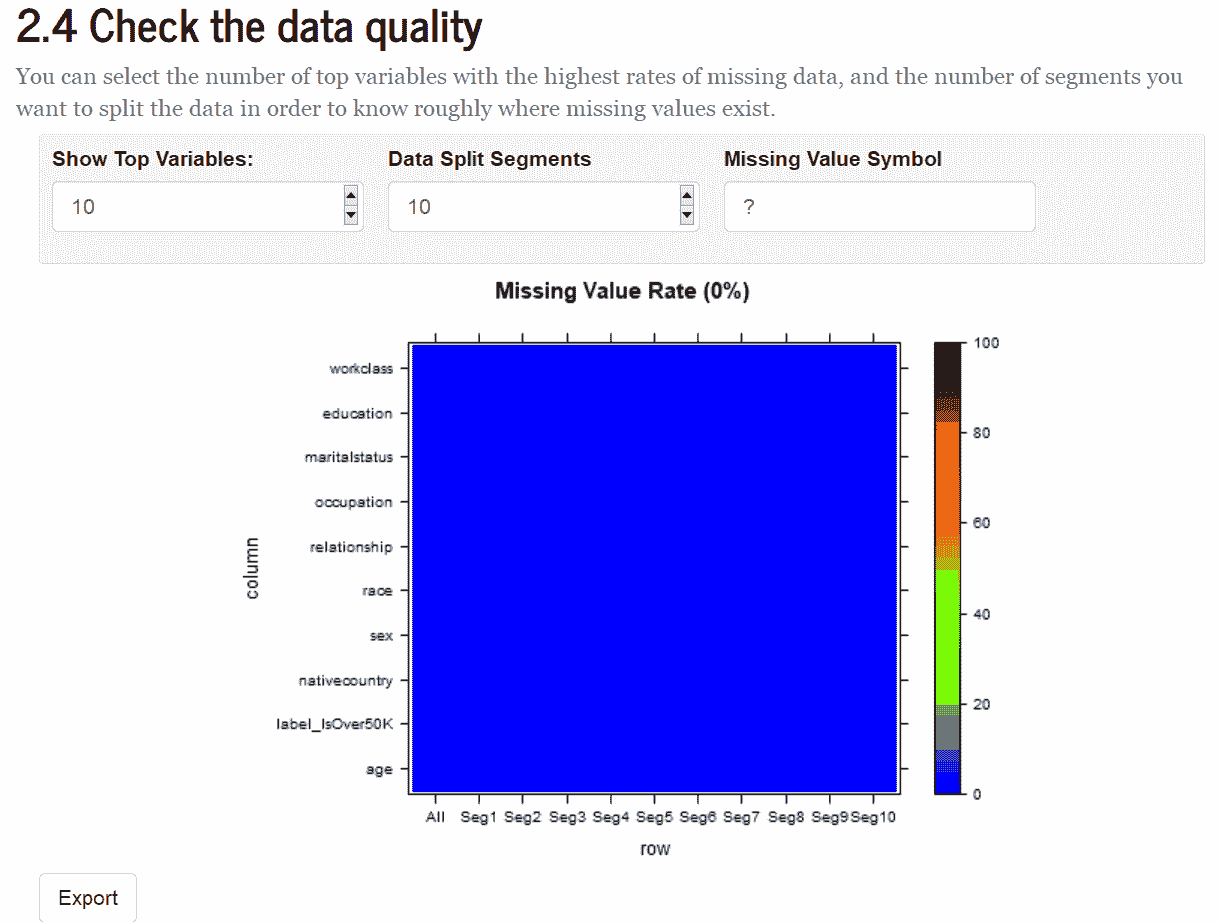 2.4 Check the data quality
You can select the number of top variables with the highest rates of missing data, and the number of segments you
want to split the data in order to know roughly where missing values exist.
Show Top Variables:
Data Split Segments
Missing Value Symbol
10
10
?
Missing Value Rate (0%)
workclass
education
maritalstatus
occupation
relationship
race
sex
nativecountry
label_IsOver50K
age
column
100
80
60
40
20
0
All Seg1 Seg2 Seg3 Seg4 Seg5 Seg6 Seg7 Seg8 Seg9 Seg10
row
Export